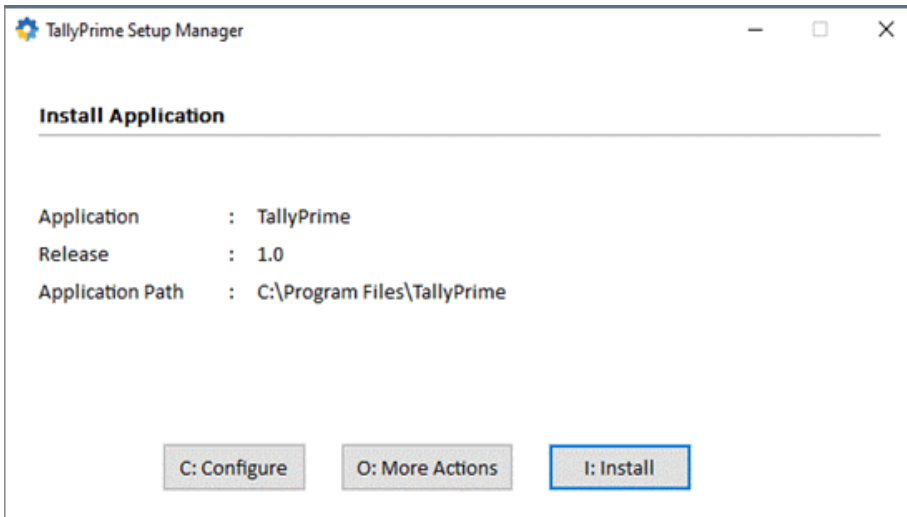 TallyPrime Setup Manager
Install Application
Application : TallyPrime
Release : 1.0
Application Path : C:\Program Files\TallyPrime
C: Configure O: More Actions I: Install